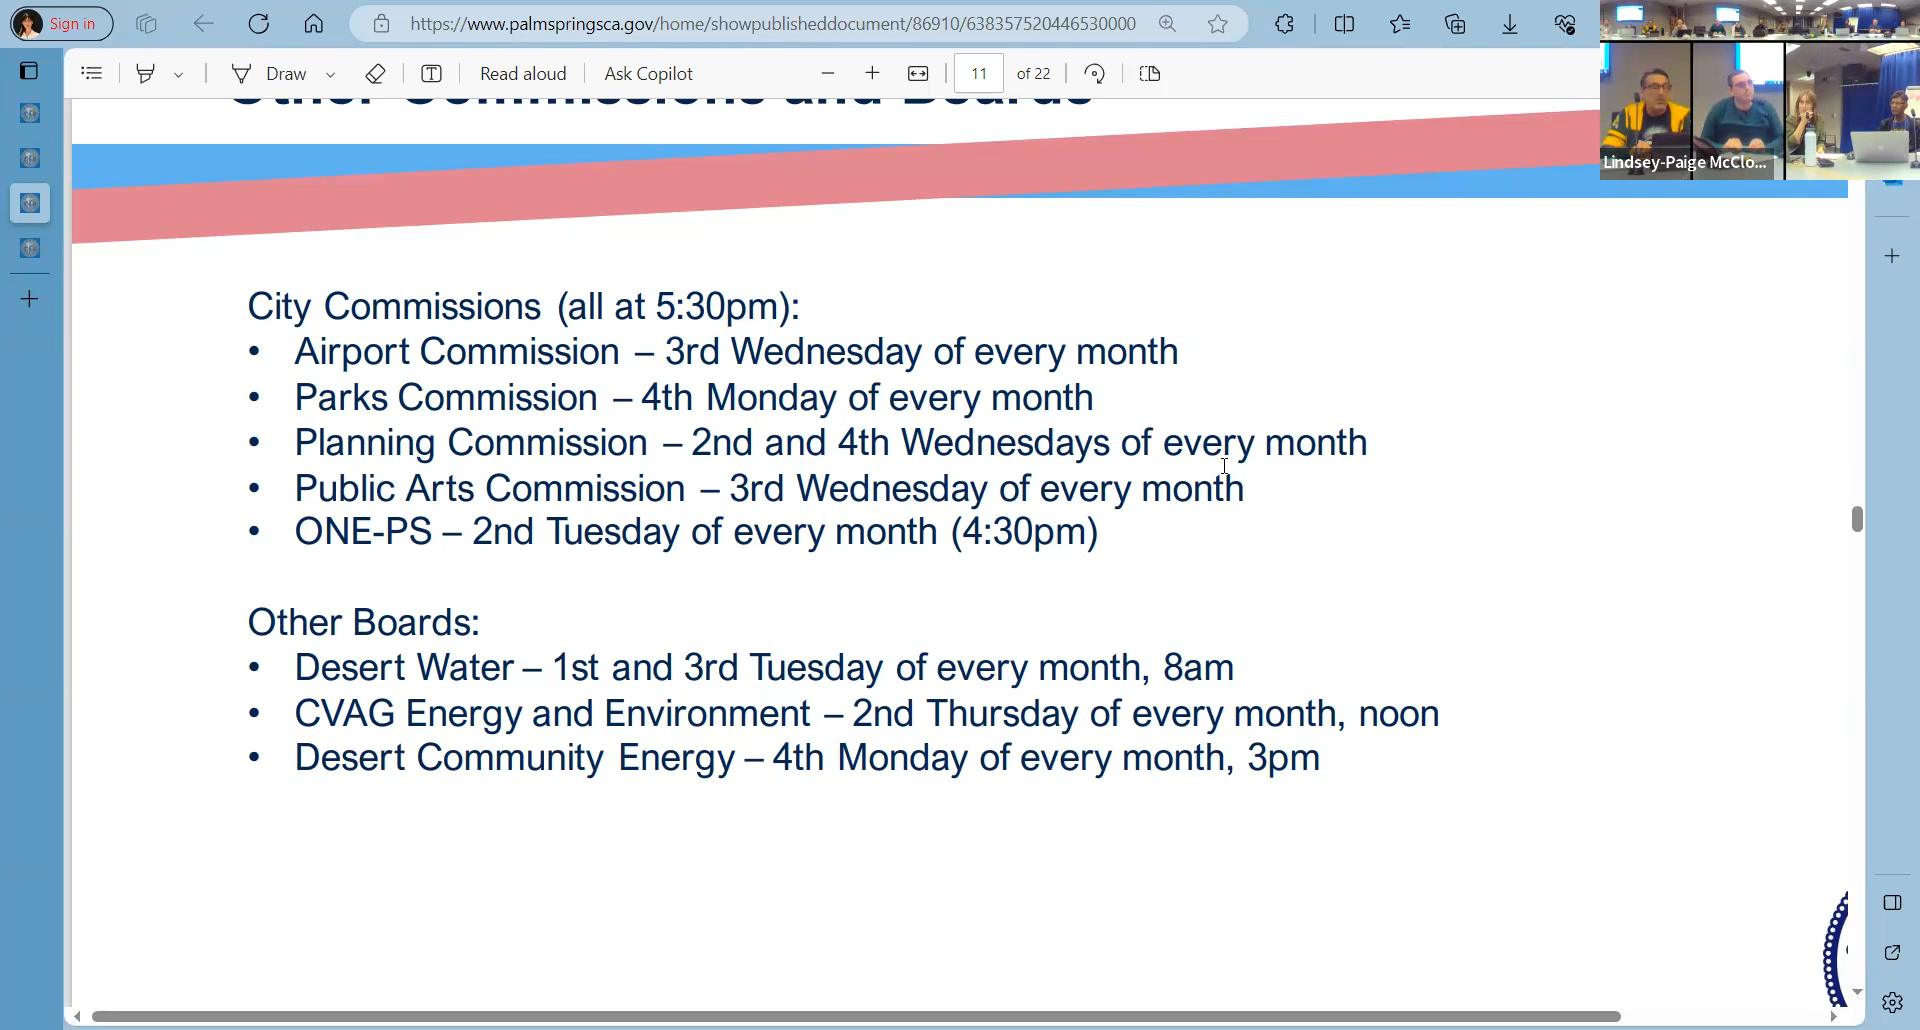 Sign in
https://www.palmspringsca.gov/home/showpublisheddocument/86910/638357520446530000
Draw
Read aloud
Ask Copilot
11
of 22
Other Commissions and Boards
Lindsey-Paige McClo...
City Commissions (all at 5:30pm):
• Airport Commission – 3rd Wednesday of every month
• Parks Commission – 4th Monday of every month
• Planning Commission – 2nd and 4th Wednesdays of every month
• Public Arts Commission – 3rd Wednesday of every month
• ONE-PS – 2nd Tuesday of every month (4:30pm)
Other Boards:
• Desert Water – 1st and 3rd Tuesday of every month, 8am
• CVAG Energy and Environment – 2nd Thursday of every month, noon
• Desert Community Energy – 4th Monday of every month, 3pm